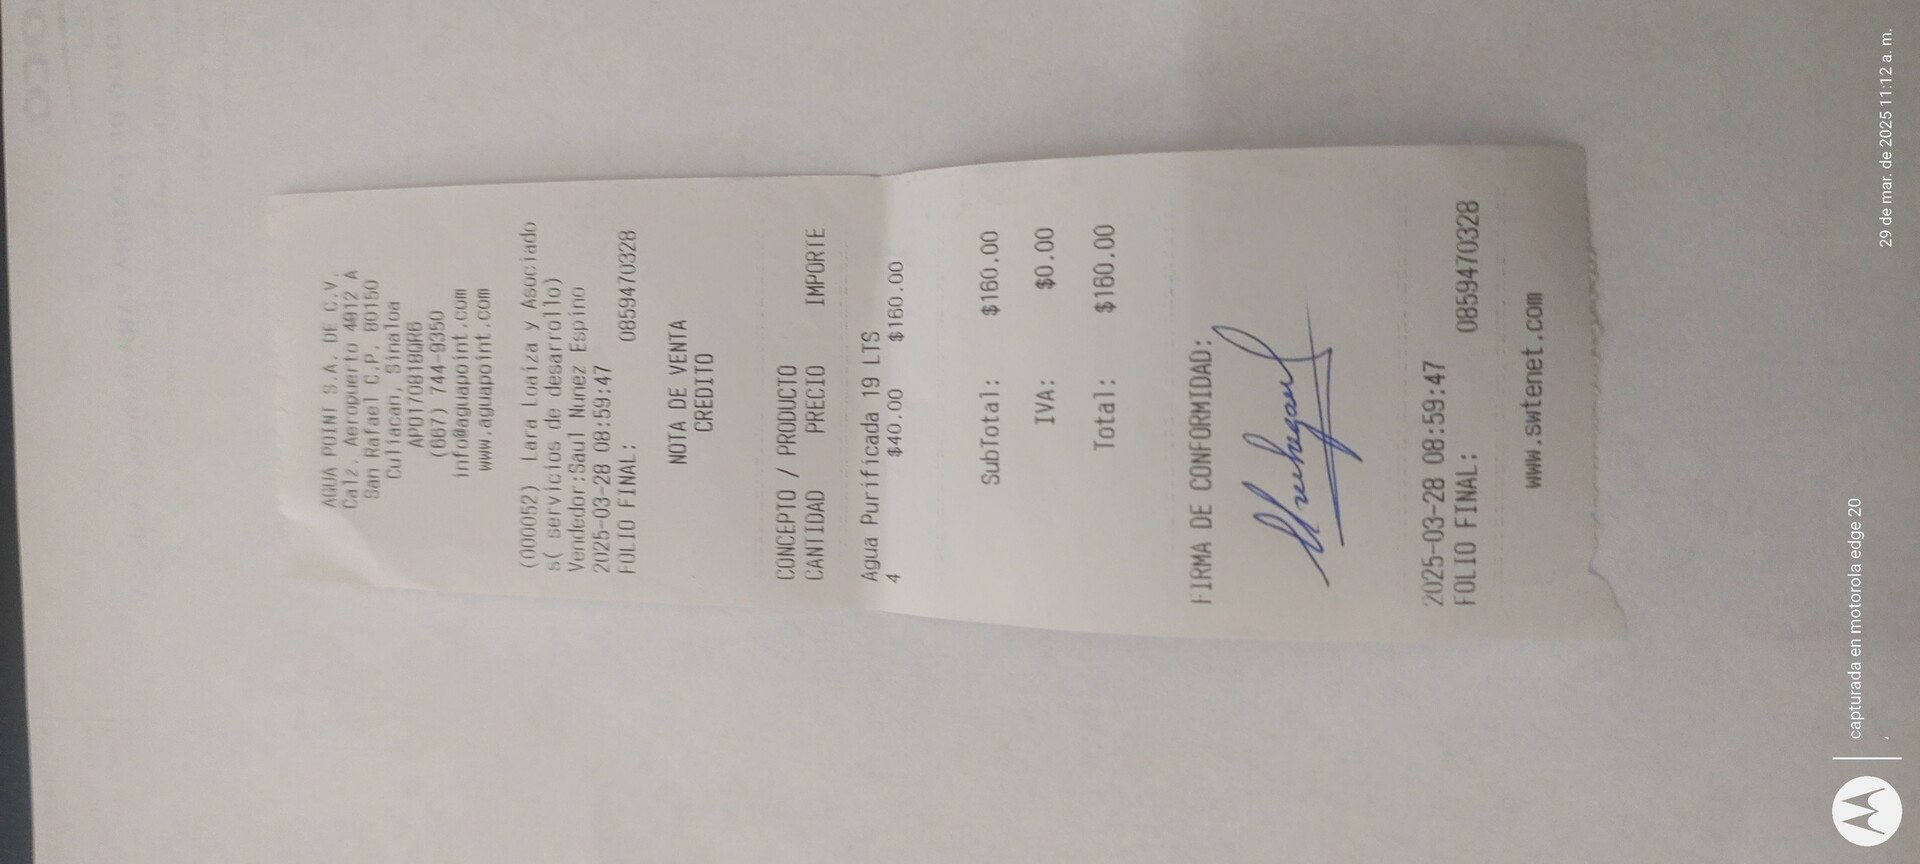 AGUA POINT S.A. DE C.V.
Calz. Aeropuerto 4912 A
San Rafael C.P. 80150
Culiacan, Sinaloa
APO170818QR6
(667) 744-9350
info@aguapoint.com
www.aguapoint.com
(000052) Lara Loaiza y Asociado
s( servicios de desarrollo)
Vendedor:Saul Nunez Espino
2025-03-28 08:59:47
FOLIO FINAL: 0859470328
NOTA DE VENTA
CREDITO
CONCEPTO / PRODUCTO
CANTIDAD PRECIO IMPORTE
Agua Purificada 19 LTS
4 $40.00 $160.00
SubTotal: $160.00
IVA: $0.00
Total: $160.00
FIRMA DE CONFORMIDAD:
2025-03-28 08:59:47
FOLIO FINAL: 0859470328
www.swtenet.com
capturada en motorola edge 20
,
29 de mar. de 2025 11:12 a. m.